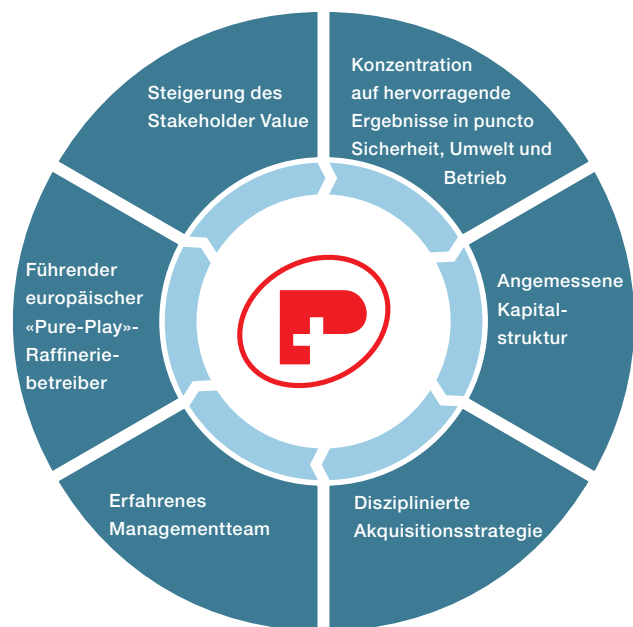 Steigerung des
Stakeholder Value
Konzentration
auf hervorragende
Ergebnisse in puncto
Sicherheit, Umwelt und
Betrieb
Angemessene
Kapital-
struktur
Disziplinierte
Akquisitionsstrategie
Erfahrenes
Managementteam
Führender
europäischer
«Pure-Play»-
Raffinerie-
betreiber
P